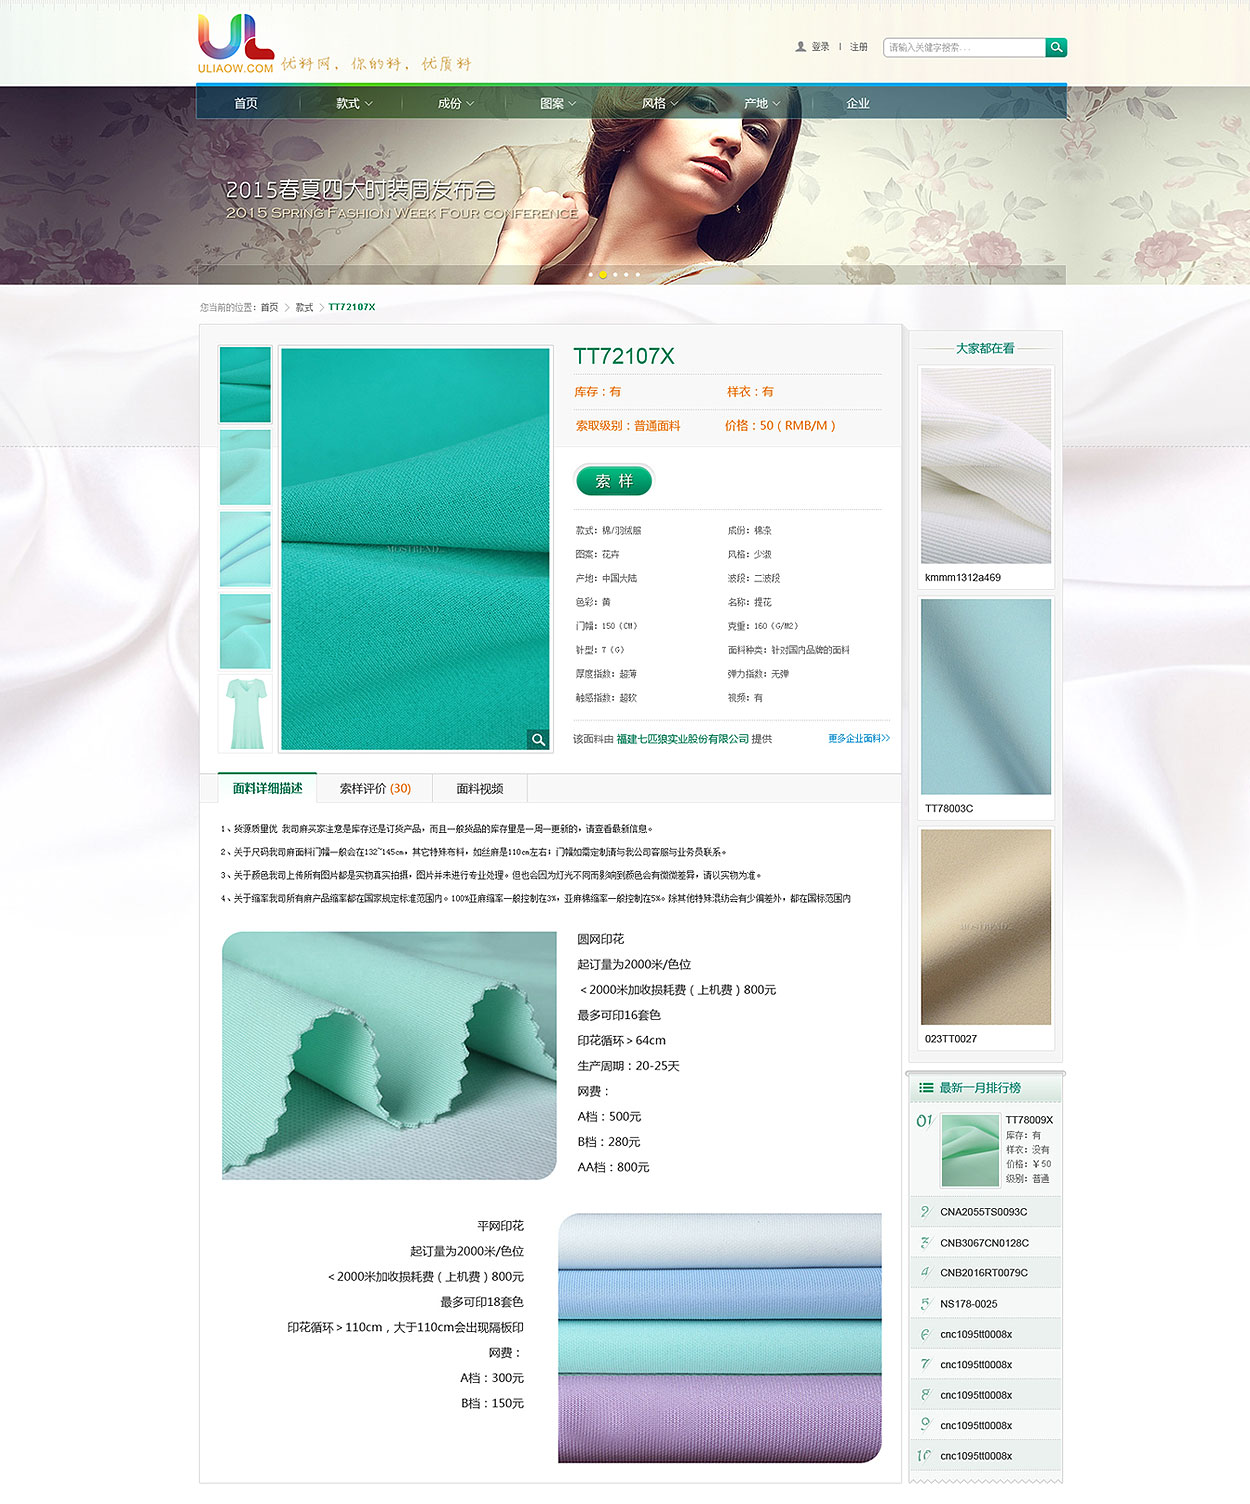 UL
ULIAOW.COM 优料网，你的料，优质料
登录 | 注册
请输入关键字搜索...
首页 款式 成份 图案 风格 产地 企业
2015春夏四大时装周发布会
2015 SPRING FASHION WEEK FOUR CONFERENCE
您当前的位置：首页 > 款式 > TT72107X
TT72107X
库存：有 样衣：有
索取级别：普通面料 价格：50（RMB/M）
索 样
款式：棉/羽绒服 成份：棉涤
图案：花卉 风格：少淑
产地：中国大陆 波段：二波段
色彩：黄 名称：提花
门幅：150（CM） 克重：160（G/M2）
针型：7（G） 面料种类：针对国内品牌的面料
厚度指数：超薄 弹力指数：无弹
触感指数：超软 视频：有
该面料由 福建七匹狼实业股份有限公司 提供 更多企业面料>>
面料详细描述 索样评价 (30) 面料视频
1、货源质量优 我司麻买家注意是库存还是订货产品，而且一般货品的库存量是一周一更新的，请查看最新信息。
2、关于尺码我司麻面料门幅一般会在132~145cm，其它特殊布料，如丝麻是110cm左右；门幅如需定制请与我公司客服与业务员联系。
3、关于颜色我司上传所有图片都是实物真实拍摄，图片并未进行专业处理。但也会因为灯光不同而影响到颜色会有微微差异，请以实物为准。
4、关于缩率我司所有麻产品缩率都在国家规定标准范围内。100%亚麻缩率一般控制在3%，亚麻棉缩率一般控制在5%。除其他特殊混纺会有少偏差外，都在国标范围内
圆网印花
起订量为2000米/色位
＜2000米加收损耗费（上机费）800元
最多可印16套色
印花循环＞64cm
生产周期：20-25天
网费：
A档：500元
B档：280元
AA档：800元
平网印花
起订量为2000米/色位
＜2000米加收损耗费（上机费）800元
最多可印18套色
印花循环＞110cm，大于110cm会出现隔板印
网费：
A档：300元
B档：150元
大家都在看
kmmm1312a469
TT78003C
023TT0027
最新一月排行榜
01 TT78009X
库存：有
样衣：没有
价格：￥50
级别：普通
2 CNA2055TS0093C
3 CNB3067CN0128C
4 CNB2016RT0079C
5 NS178-0025
6 cnc1095tt0008x
7 cnc1095tt0008x
8 cnc1095tt0008x
9 cnc1095tt0008x
10 cnc1095tt0008x